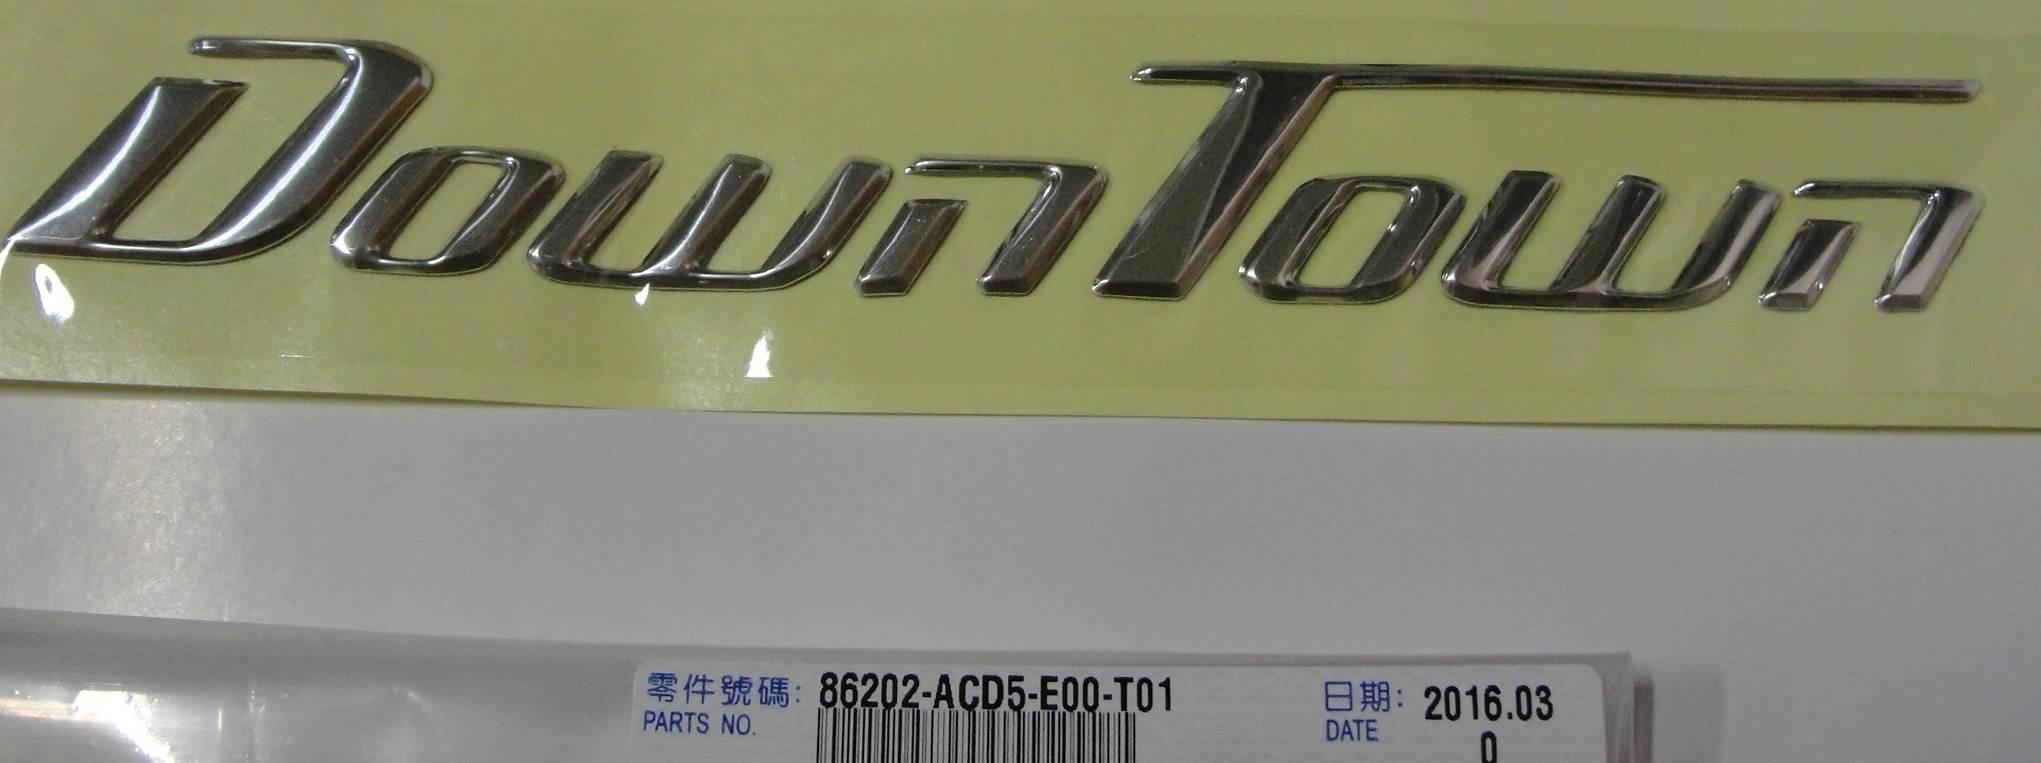 DownTown
零件號碼: 86202-ACD5-E00-T01 日期: 2016.03
PARTS NO. DATE 0